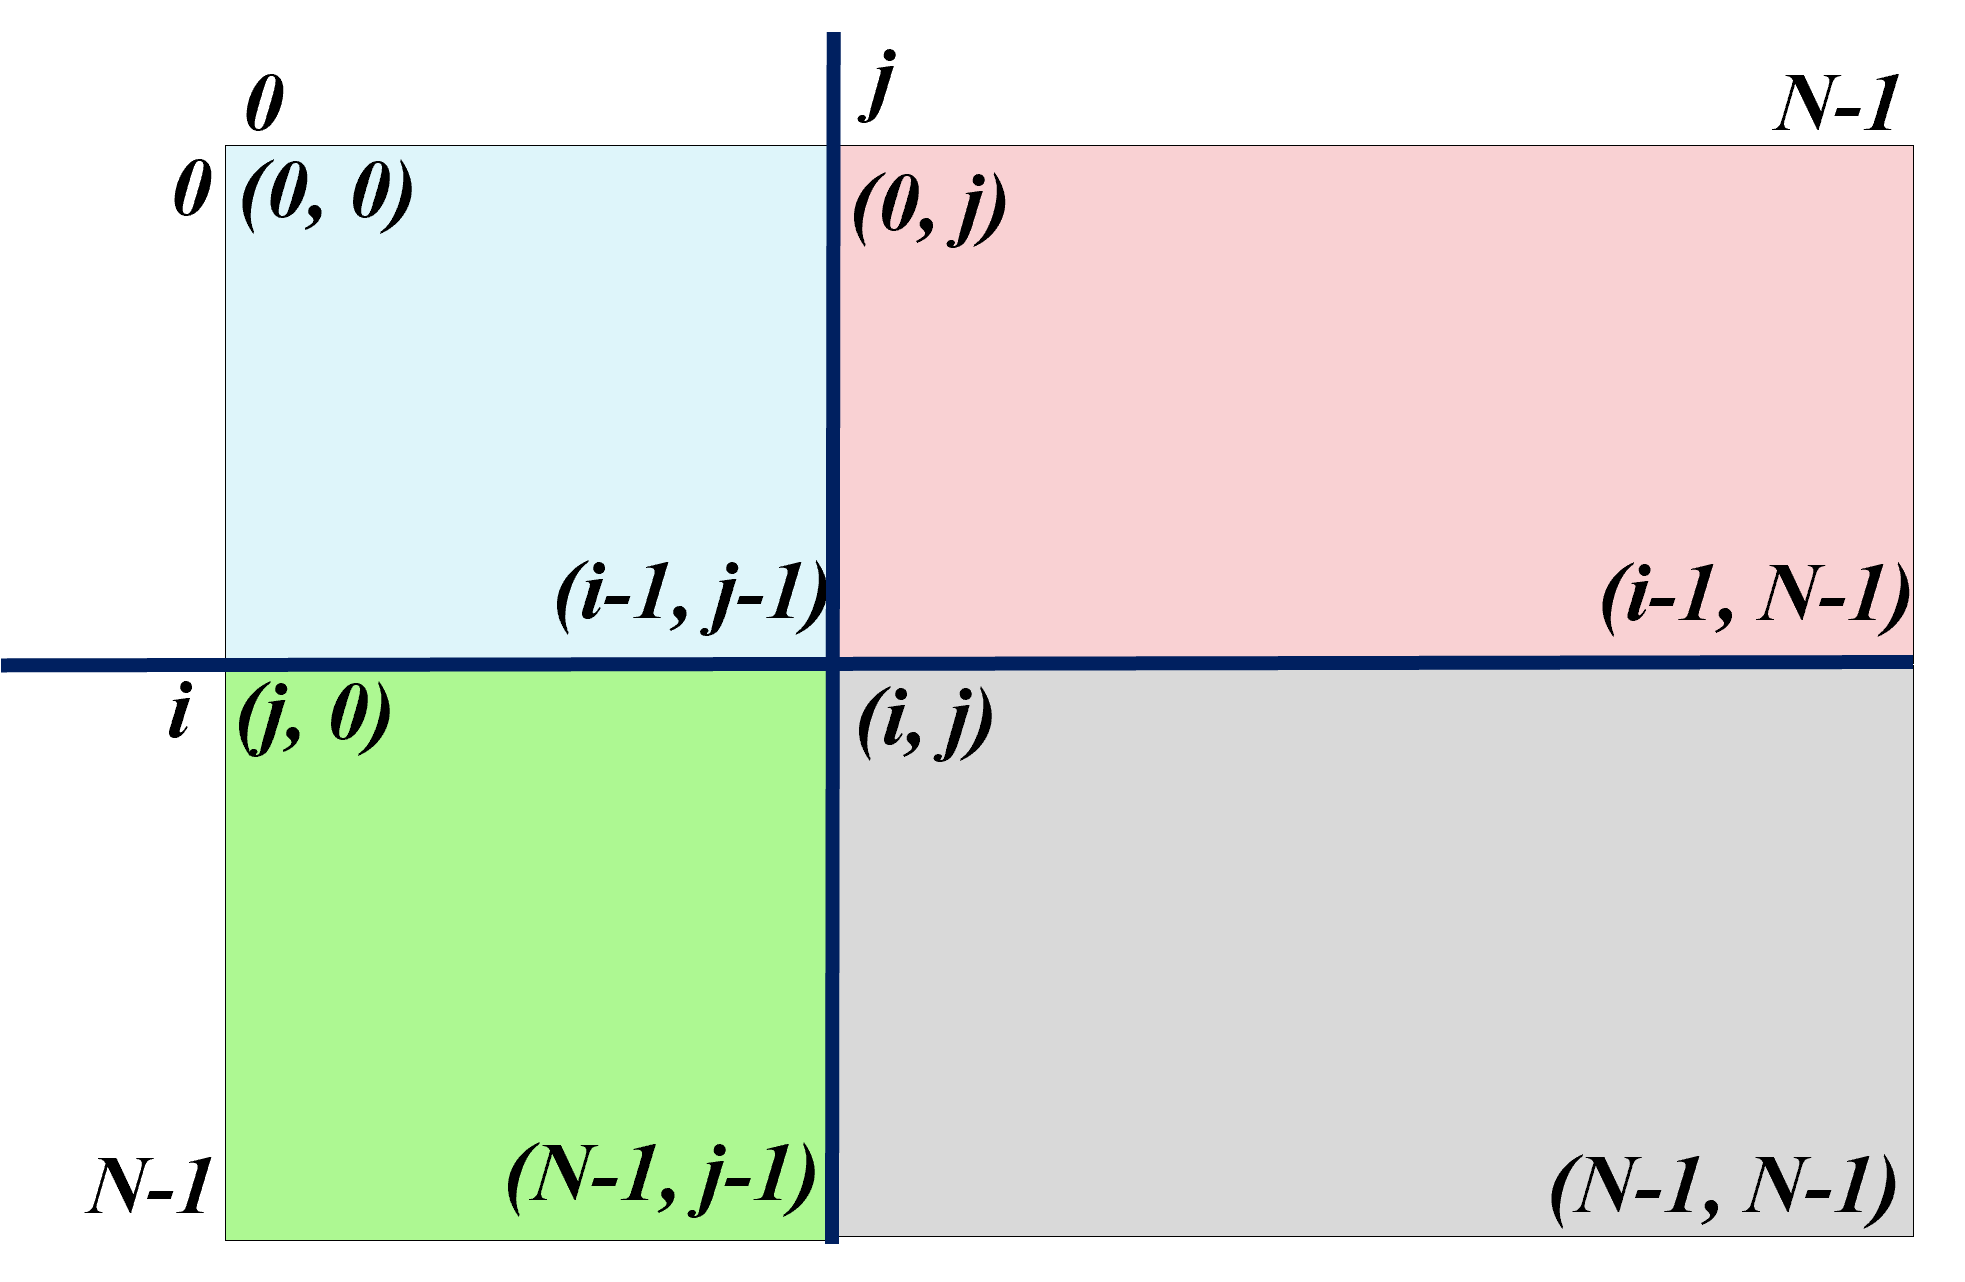 0 j N-1
0 (0, 0) (0, j)
(i-1, j-1) (i-1, N-1)
i (j, 0) (i, j)
N-1 (N-1, j-1) (N-1, N-1)